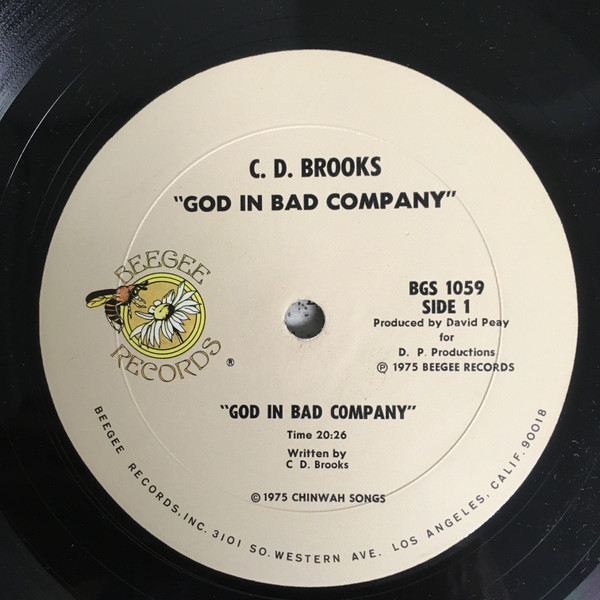 C. D. BROOKS
"GOD IN BAD COMPANY"
BEEGEE
RECORDS
®
BGS 1059
SIDE 1
Produced by David Peay
for
D. P. Productions
℗ 1975 BEEGEE RECORDS
"GOD IN BAD COMPANY"
Time 20:26
Written by
C D. Brooks
© 1975 CHINWAH SONGS
BEEGEE RECORDS, INC. 3101 SO. WESTERN AVE. LOS ANGELES, CALIF. 90018